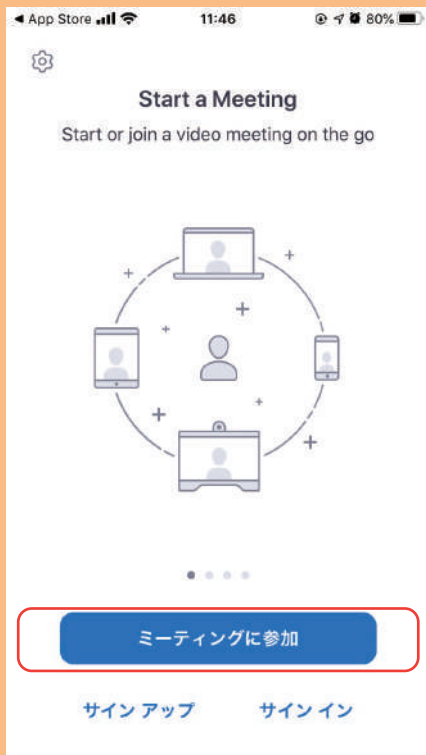 ◀ App Store 11:46 80%
Start a Meeting
Start or join a video meeting on the go
ミーティングに参加
サイン アップ サイン イン